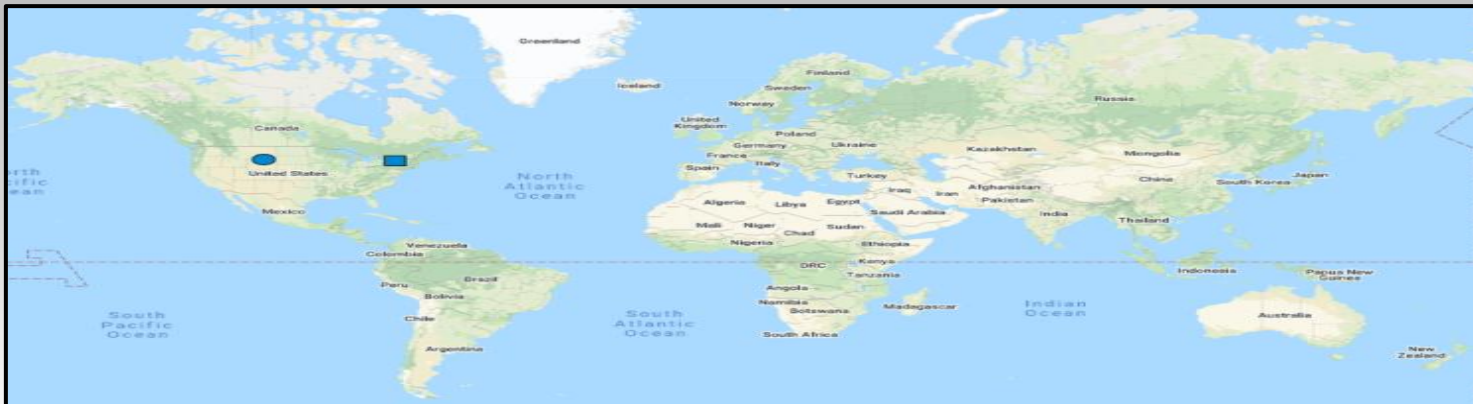 Greenland
Iceland
Finland
Sweden
Norway
Russia
United
Kingdom
Canada
Poland
Germany
Ukraine
France
Italy
Kazakhstan
Mongolia
Spain
Turkey
United States
North
Atlantic
Ocean
Iraq
Iran
Afghanistan
China
South Korea
Japan
Pakistan
Mexico
Algeria
Libya
Egypt
Saudi Arabia
India
Mali
Niger
Chad
Sudan
Thailand
Venezuela
Nigeria
Ethiopia
Colombia
DRC
Kenya
Tanzania
Indonesia
Papua New
Guinea
Peru
Brazil
Bolivia
Angola
Namibia
Botswana
Madagascar
Indian
Ocean
South
Pacific
Ocean
Chile
South
Atlantic
Ocean
South Africa
Australia
Argentina
New
Zealand